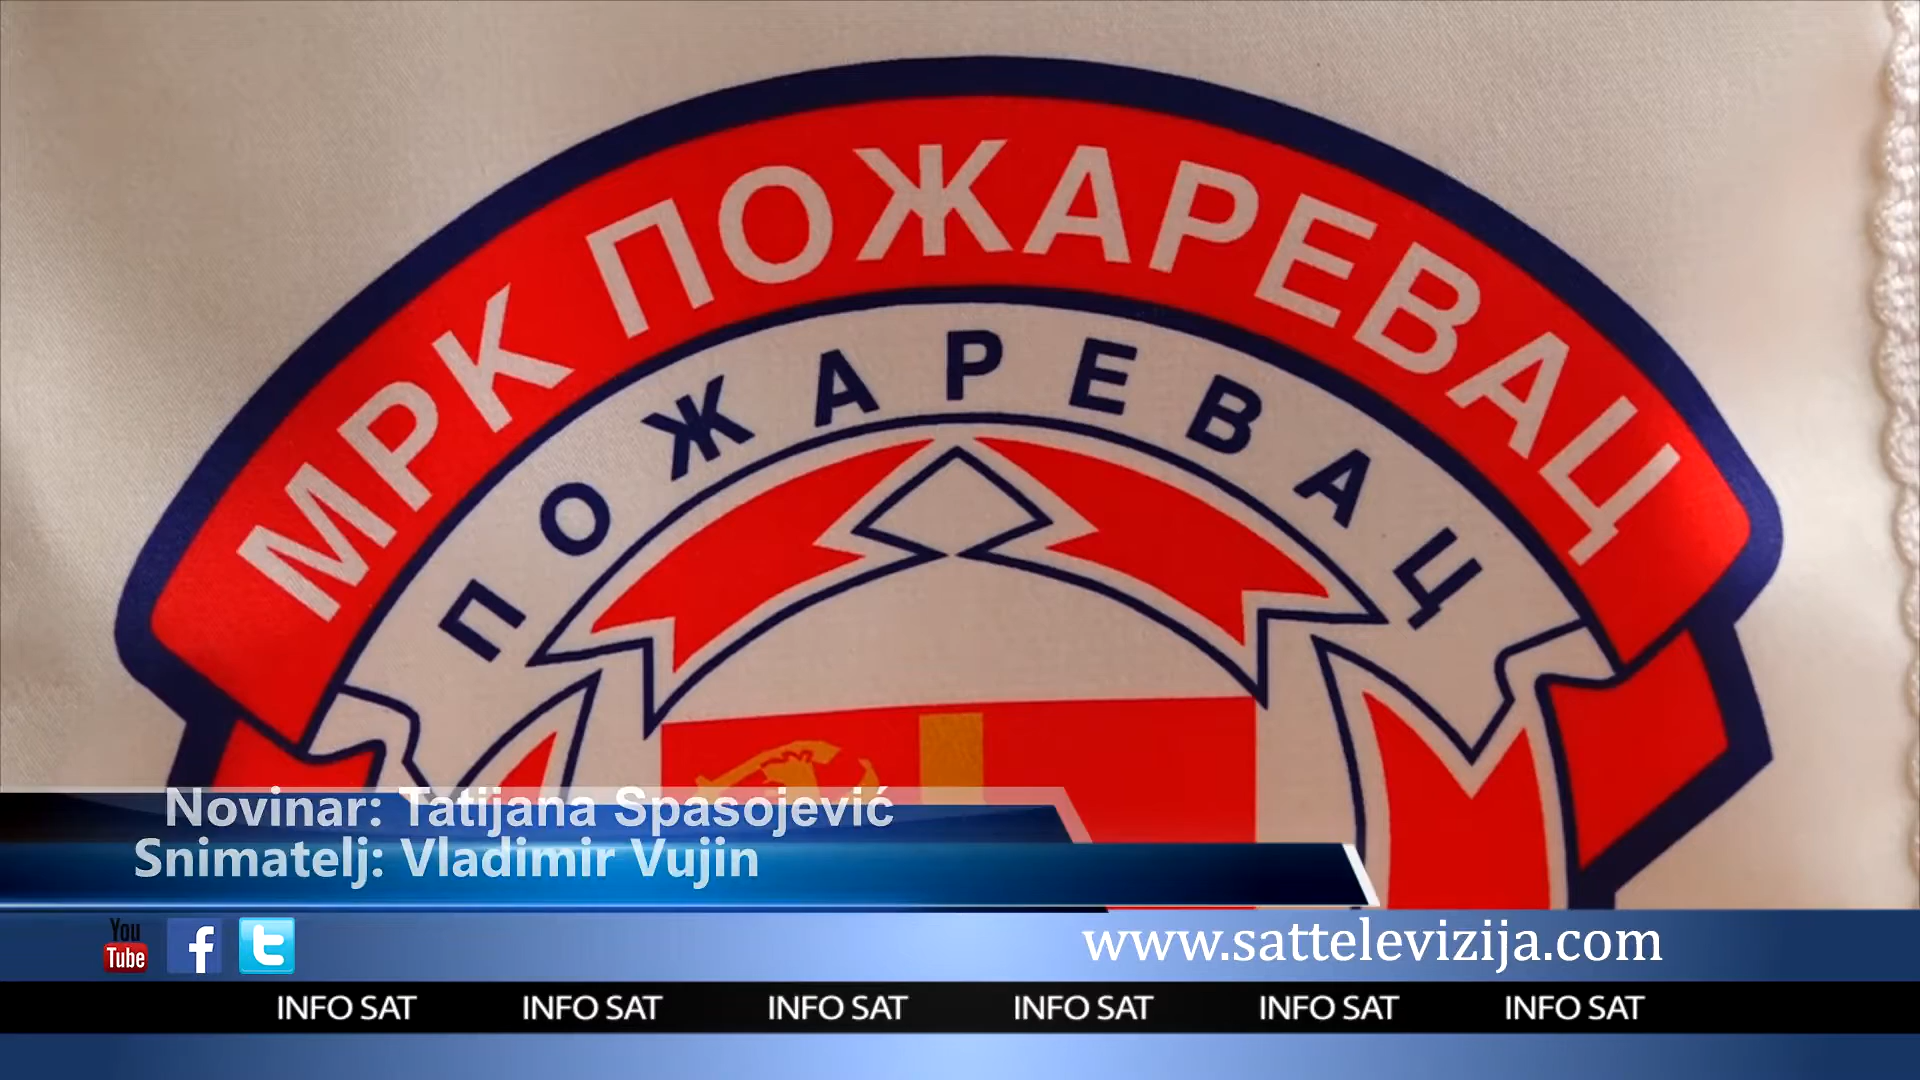 МРК ПОЖАРЕВАЦ
ПОЖАРЕВАЦ
Novinar: Tatijana Spasojević
Snimatelj: Vladimir Vujin
You Tube
www.sattelevizija.com
INFO SAT INFO SAT INFO SAT INFO SAT INFO SAT INFO SAT